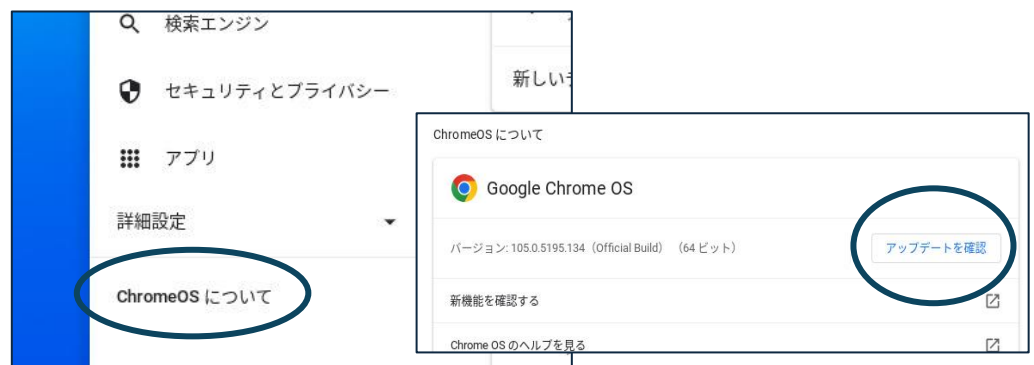 検索エンジン
セキュリティとプライバシー
アプリ
詳細設定
ChromeOS について
新しい
ChromeOS について
Google Chrome OS
バージョン: 105.0.5195.134（Official Build） （64 ビット）
アップデートを確認
新機能を確認する
Chrome OS のヘルプを見る